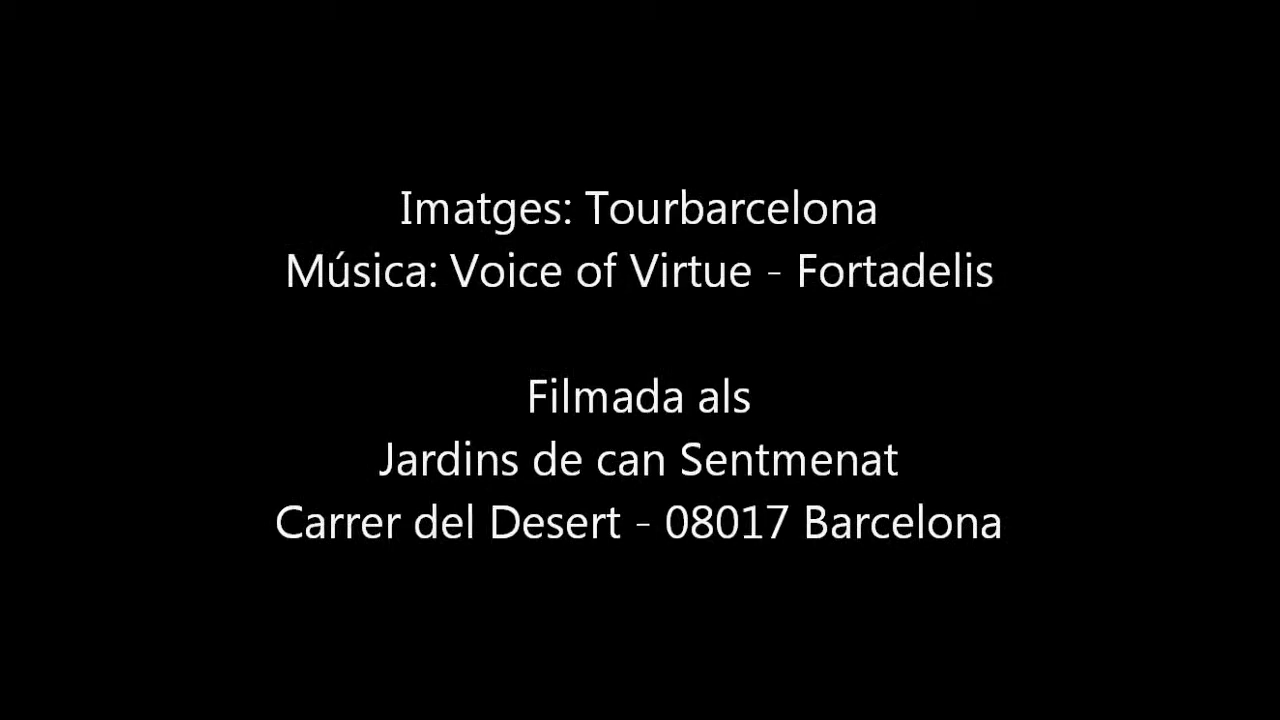 Imatges: Tourbarcelona
Música: Voice of Virtue - Fortadelis
Filmada als
Jardins de can Sentmenat
Carrer del Desert - 08017 Barcelona